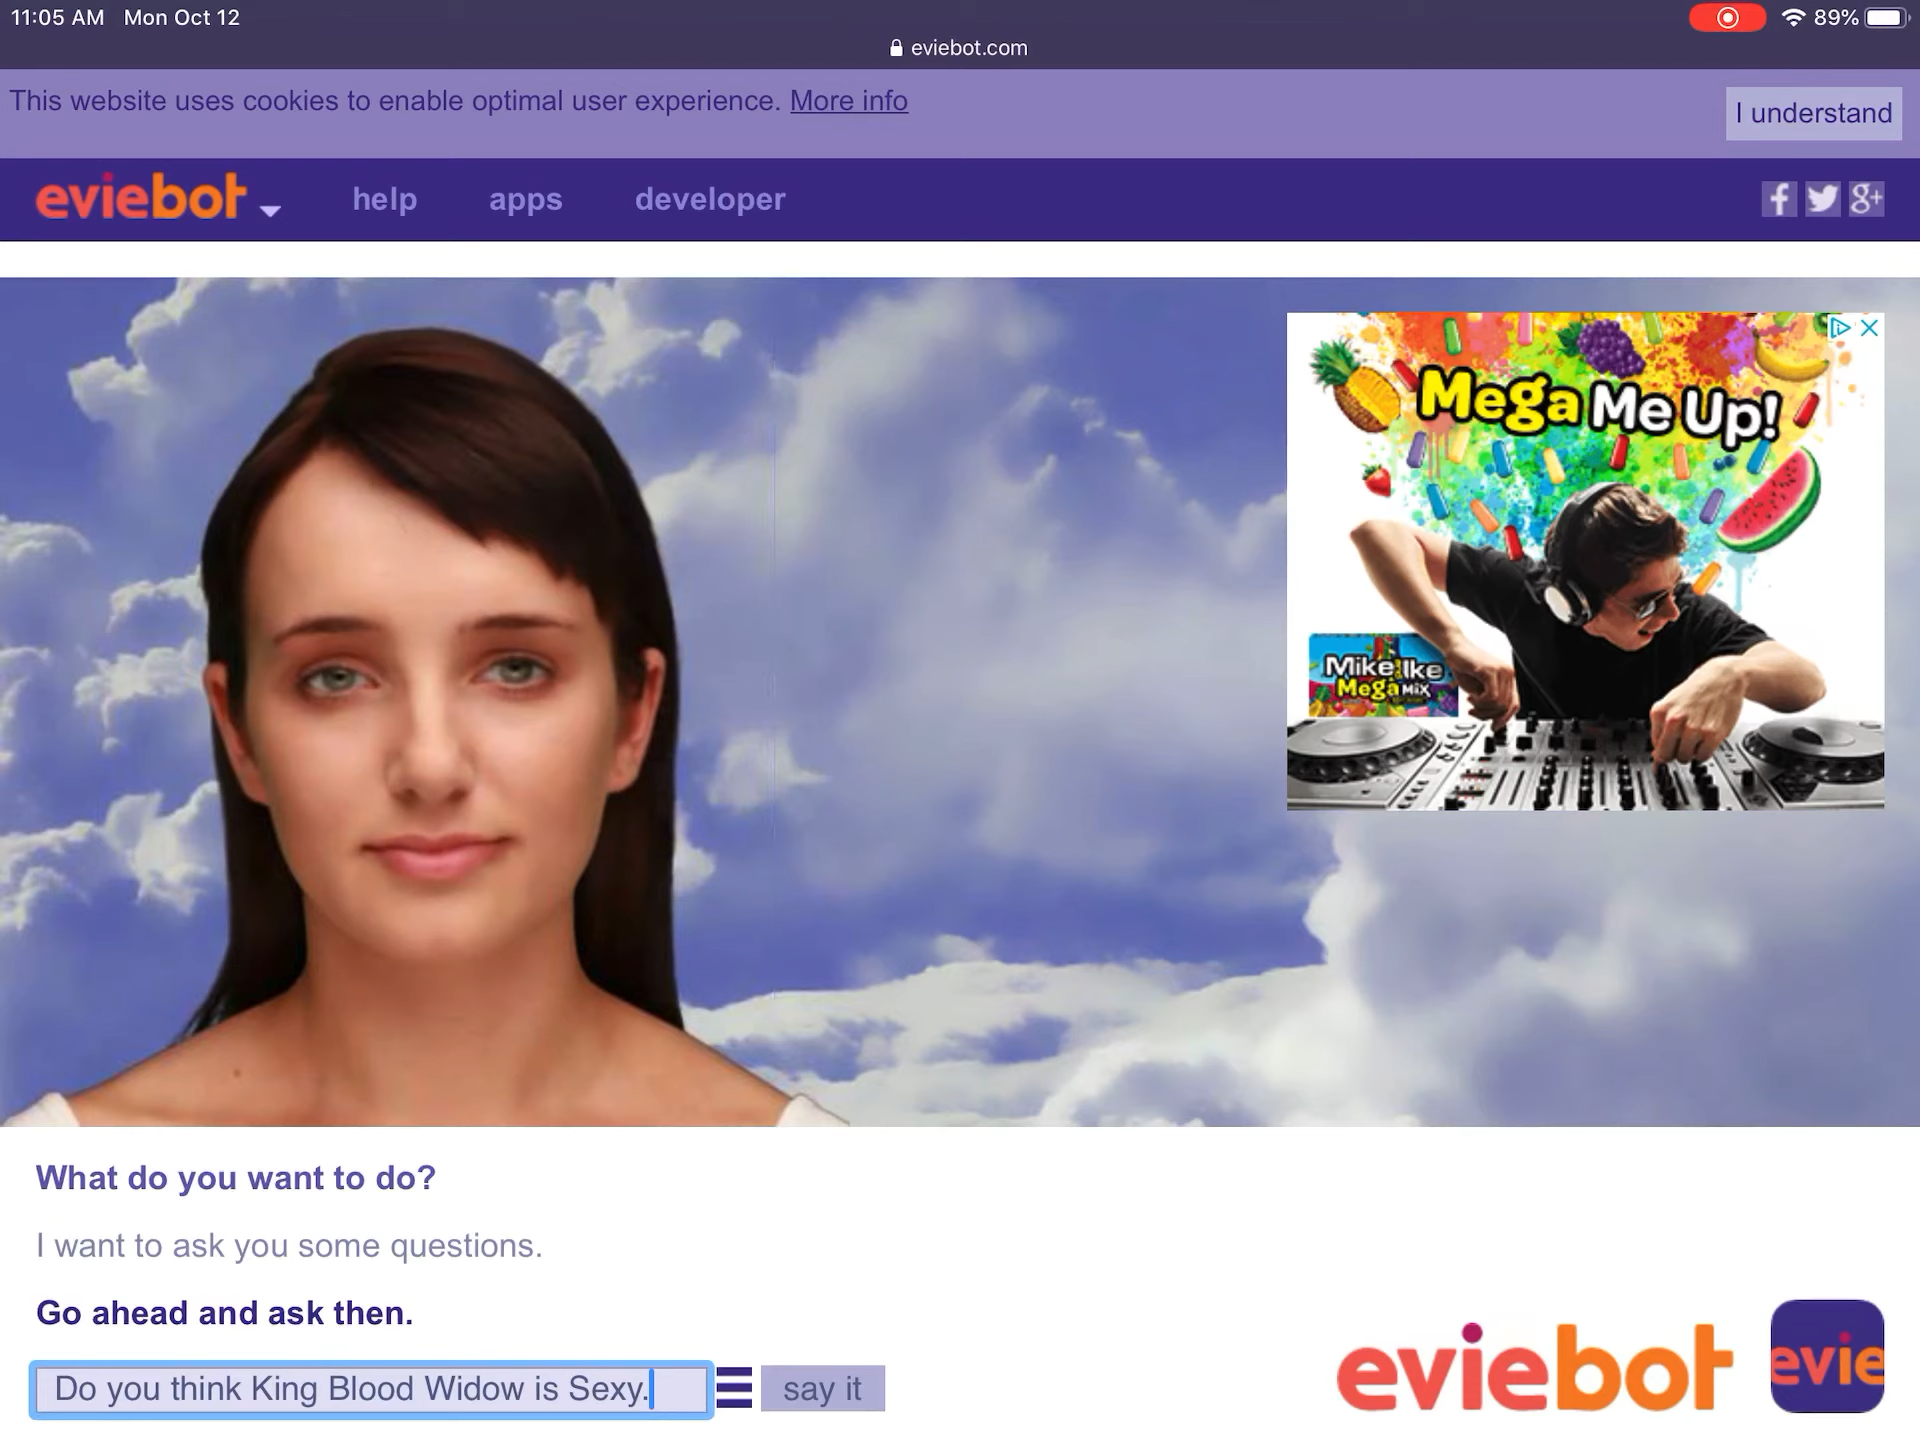 11:05 AM Mon Oct 12
89%
eviebot.com
This website uses cookies to enable optimal user experience. More info
I understand
eviebot
help
apps
developer
Mega Me Up!
Mike and Ike
Mega Mix
What do you want to do?
I want to ask you some questions.
Go ahead and ask then.
Do you think King Blood Widow is Sexy.
say it
eviebot
evie